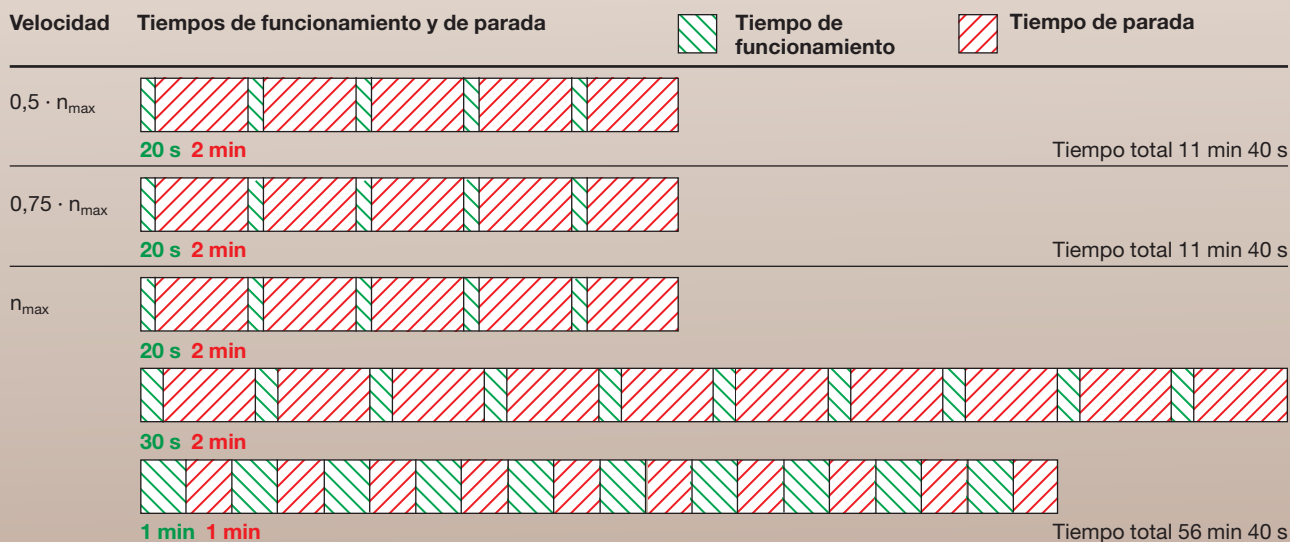 Velocidad Tiempos de funcionamiento y de parada Tiempo de funcionamiento Tiempo de parada
0,5 · nmax
20 s 2 min Tiempo total 11 min 40 s
0,75 · nmax
20 s 2 min Tiempo total 11 min 40 s
nmax
20 s 2 min
30 s 2 min
1 min 1 min Tiempo total 56 min 40 s